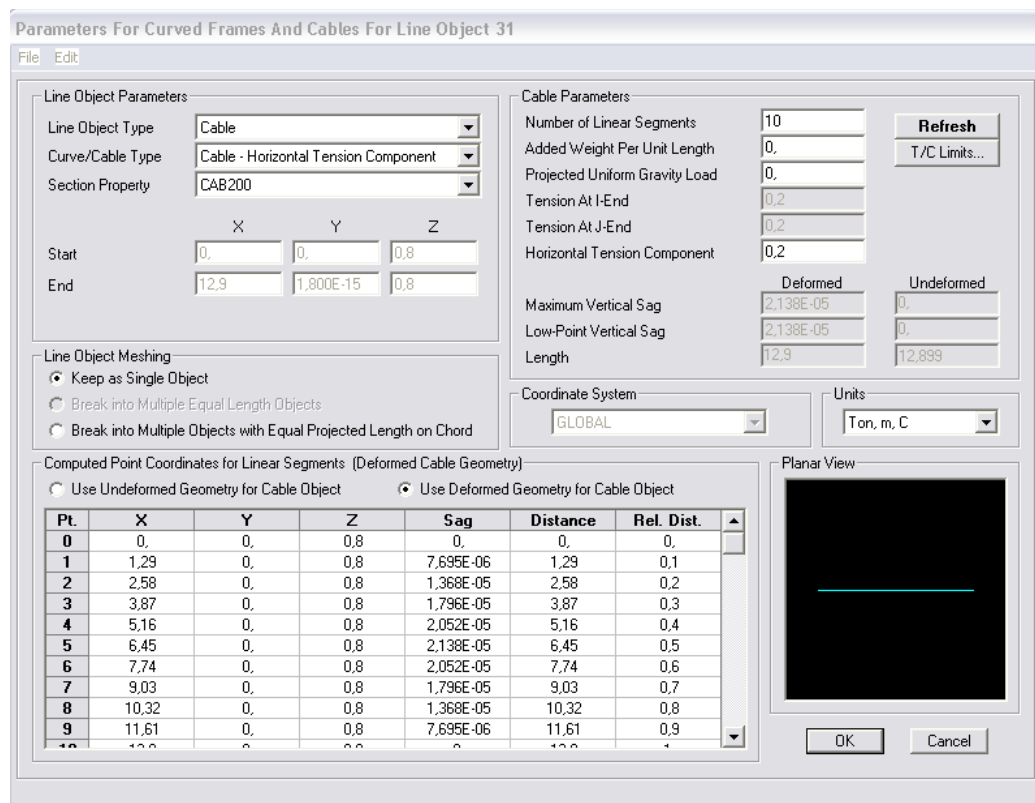 Parameters For Curved Frames And Cables For Line Object 31
File Edit
Line Object Parameters
Line Object Type Cable
Curve/Cable Type Cable - Horizontal Tension Component
Section Property CAB200
X Y Z
Start 0, 0, 0,8
End 12,9 1,800E-15 0,8
Cable Parameters
Number of Linear Segments 10
Added Weight Per Unit Length 0,
Projected Uniform Gravity Load 0,
Tension At I-End 0,2
Tension At J-End 0,2
Horizontal Tension Component 0,2
Refresh
T/C Limits...
Deformed Undeformed
Maximum Vertical Sag 2,138E-05 0,
Low-Point Vertical Sag 2,138E-05 0,
Length 12,9 12,899
Line Object Meshing
Keep as Single Object
Break into Multiple Equal Length Objects
Break into Multiple Objects with Equal Projected Length on Chord
Coordinate System
GLOBAL
Units
Ton, m, C
Computed Point Coordinates for Linear Segments (Deformed Cable Geometry)
Use Undeformed Geometry for Cable Object Use Deformed Geometry for Cable Object
Pt. X Y Z Sag Distance Rel. Dist.
0 0, 0, 0,8 0, 0, 0,
1 1,29 0, 0,8 7,695E-06 1,29 0,1
2 2,58 0, 0,8 1,368E-05 2,58 0,2
3 3,87 0, 0,8 1,796E-05 3,87 0,3
4 5,16 0, 0,8 2,052E-05 5,16 0,4
5 6,45 0, 0,8 2,138E-05 6,45 0,5
6 7,74 0, 0,8 2,052E-05 7,74 0,6
7 9,03 0, 0,8 1,796E-05 9,03 0,7
8 10,32 0, 0,8 1,368E-05 10,32 0,8
9 11,61 0, 0,8 7,695E-06 11,61 0,9
Planar View
OK Cancel